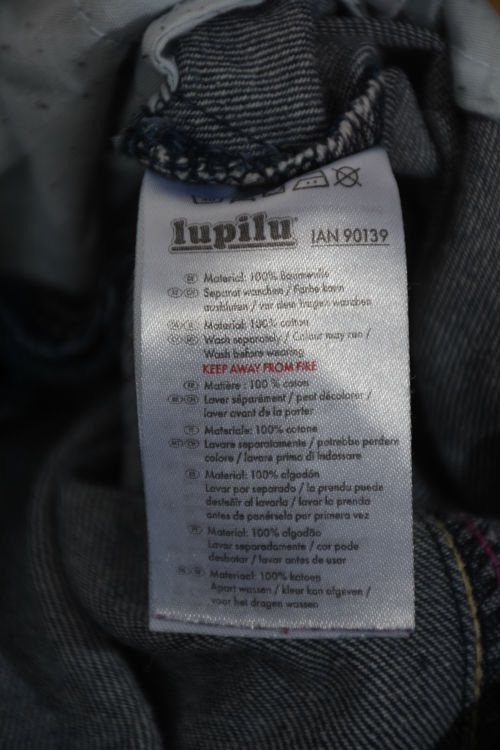 lupilu IAN 90139
DE Material: 100% Baumwolle
Separat waschen / Farbe kann
ausbluten / vor dem Tragen waschen
Material: 100% cotton
Wash separately / Colour may run /
Wash before wearing
KEEP AWAY FROM FIRE
Matière : 100 % coton
Laver séparément / peut décolorer /
laver avant de la porter
IT Materiale: 100% cotone
Lavare separatamente / potrebbe perdere
colore / lavare prima di indossare
ES Material: 100% algodón
Lavar por separado / la prenda puede
desteñir al lavarla / lavar la prenda
antes de ponérsela por primera vez
PT Material: 100% algodão
Lavar separadamente / cor pode
desbotar / lavar antes de usar
Materiaal: 100% katoen
Apart wassen / kleur kan afgeven /
voor het dragen wassen